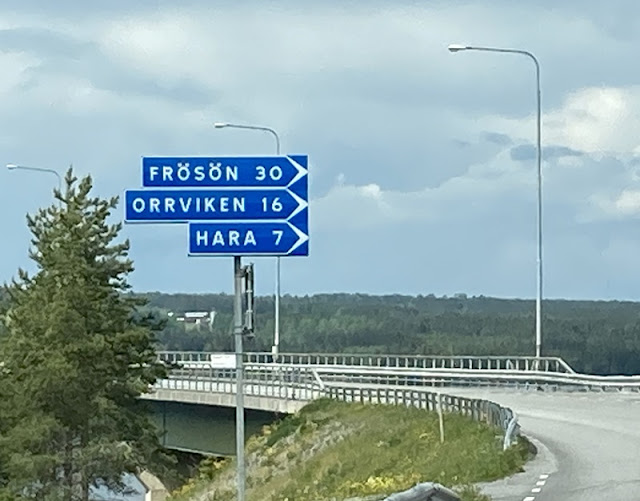 FRÖSÖN 30
ORRVIKEN 16
HARA 7